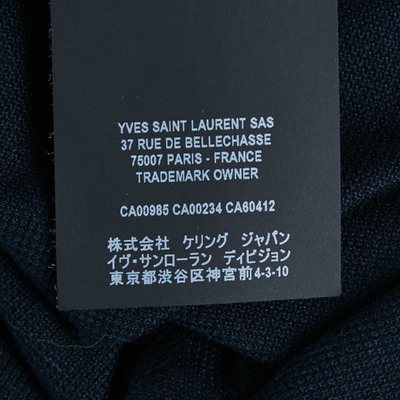 YVES SAINT LAURENT SAS
37 RUE DE BELLECHASSE
75007 PARIS - FRANCE
TRADEMARK OWNER
CA00985 CA00234 CA60412
株式会社 ケリング ジャパン
イヴ・サンローラン ディビジョン
東京都渋谷区神宮前4-3-10